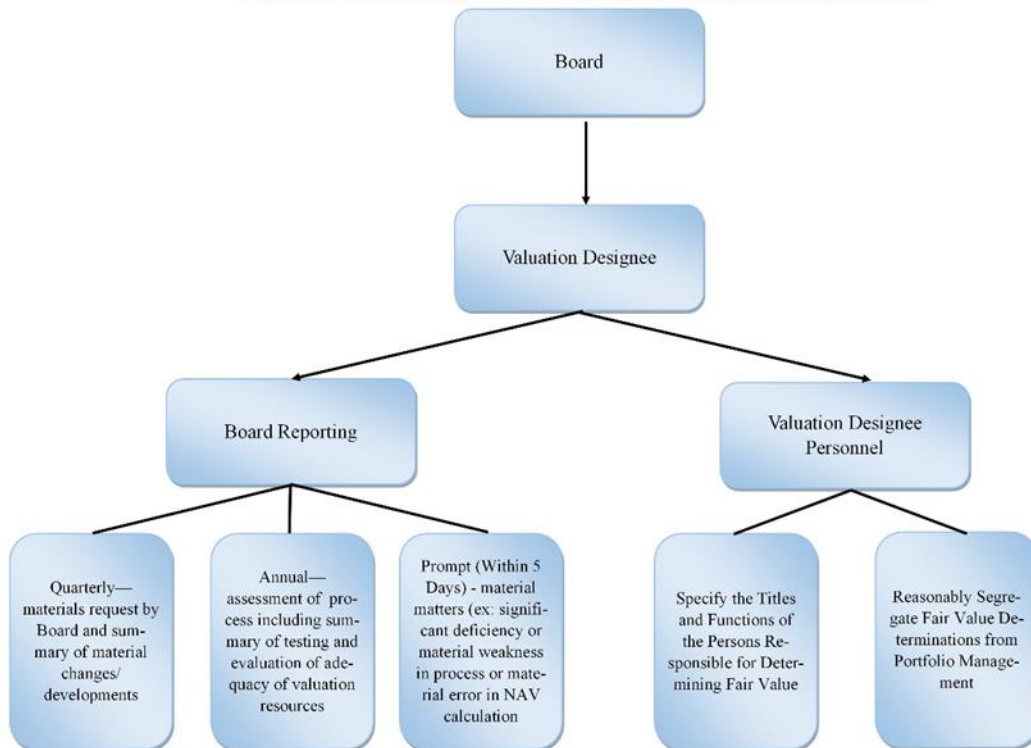 Board
Valuation Designee
Board Reporting
Valuation Designee
Personnel
Quarterly—
materials request by
Board and sum-
mary of material
changes/
developments
Annual—
assessment of pro-
cess including sum-
mary of testing and
evaluation of ade-
quacy of valuation
resources
Prompt (Within 5
Days) - material
matters (ex: signifi-
cant deficiency or
material weakness
in process or mate-
rial error in NAV
calculation
Specify the Titles
and Functions of
the Persons Re-
sponsible for Deter-
mining Fair Value
Reasonably Segre-
gate Fair Value De-
terminations from
Portfolio Manage-
ment